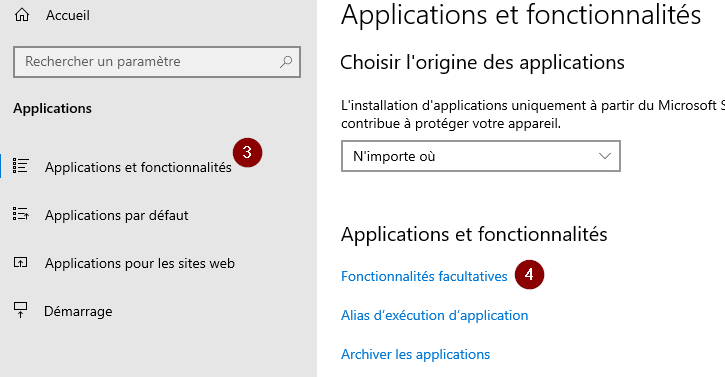 Accueil
Rechercher un paramètre
Applications
Applications et fonctionnalités
3
Applications par défaut
Applications pour les sites web
Démarrage
Applications et fonctionnalités
Choisir l'origine des applications
L'installation d'applications uniquement à partir du Microsoft S
contribue à protéger votre appareil.
N'importe où
Applications et fonctionnalités
Fonctionnalités facultatives
4
Alias d'exécution d'application
Archiver les applications